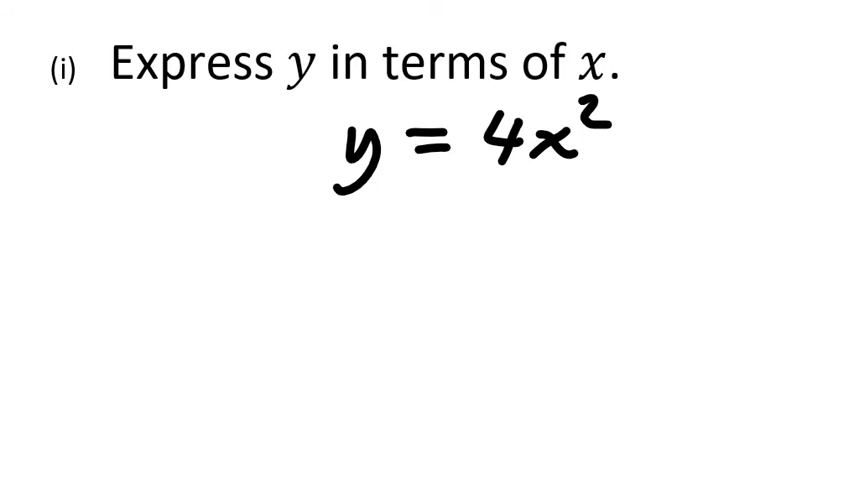 (i) Express y in terms of x.
y = 4x²